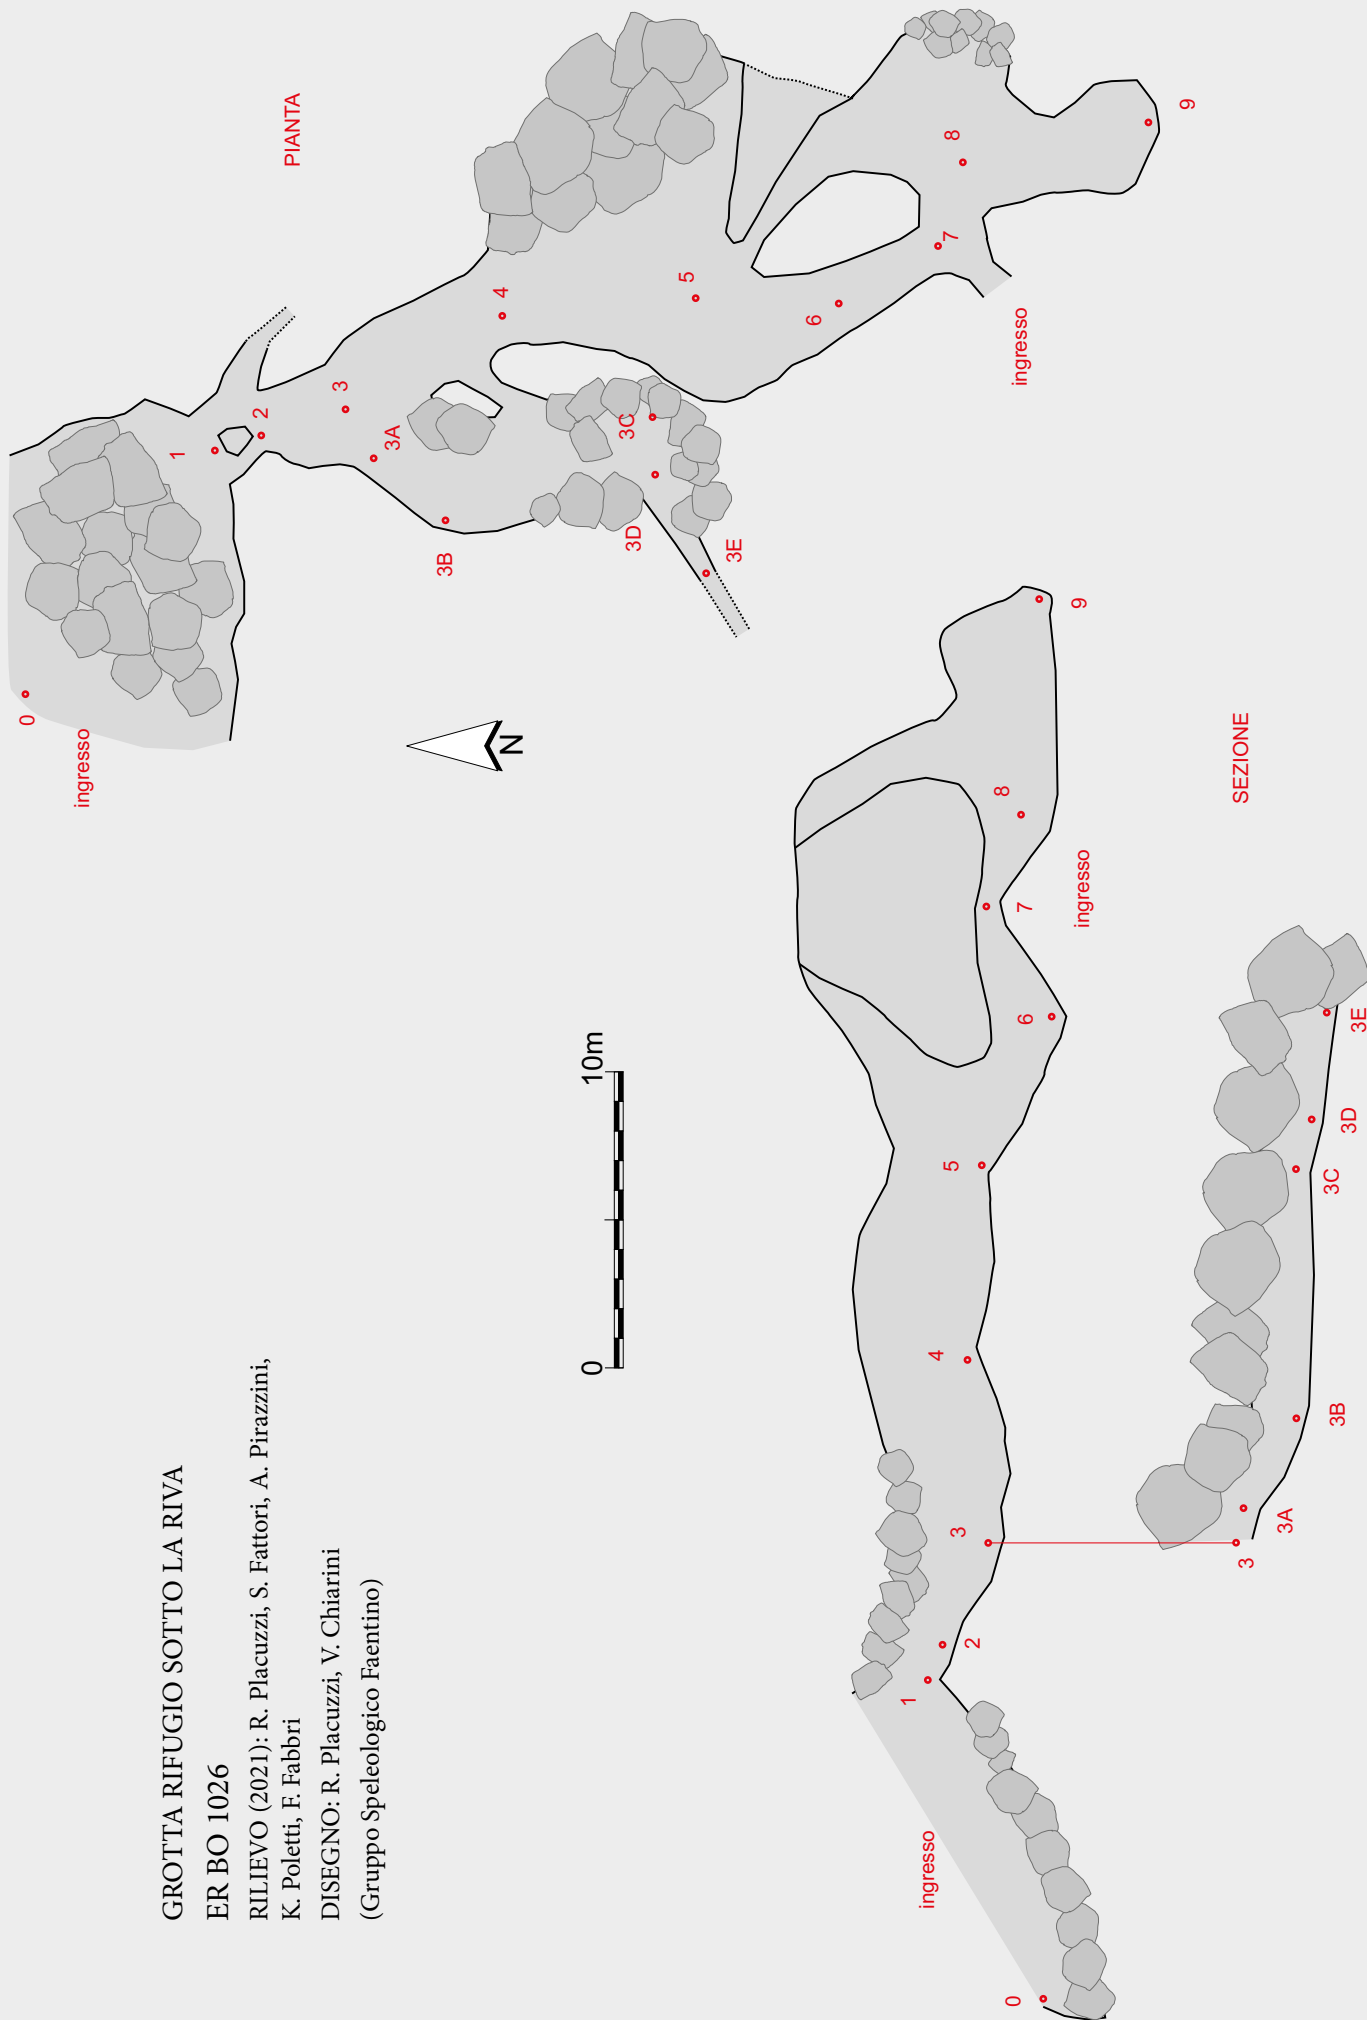 GROTTA RIFUGIO SOTTO LA RIVA
ER BO 1026
RILIEVO (2021): R. Placuzzi, S. Fattori, A. Pirazzini,
K. Poletti, F. Fabbri
DISEGNO: R. Placuzzi, V. Chiarini
(Gruppo Speleologico Faentino)
PIANTA
ingresso
0
1
2
3
3A
3B
3C
3D
3E
4
5
6
7
8
9
ingresso
N
0
10m
SEZIONE
ingresso
0
1
2
3
4
5
6
7
8
9
ingresso
3
3A
3B
3C
3D
3E